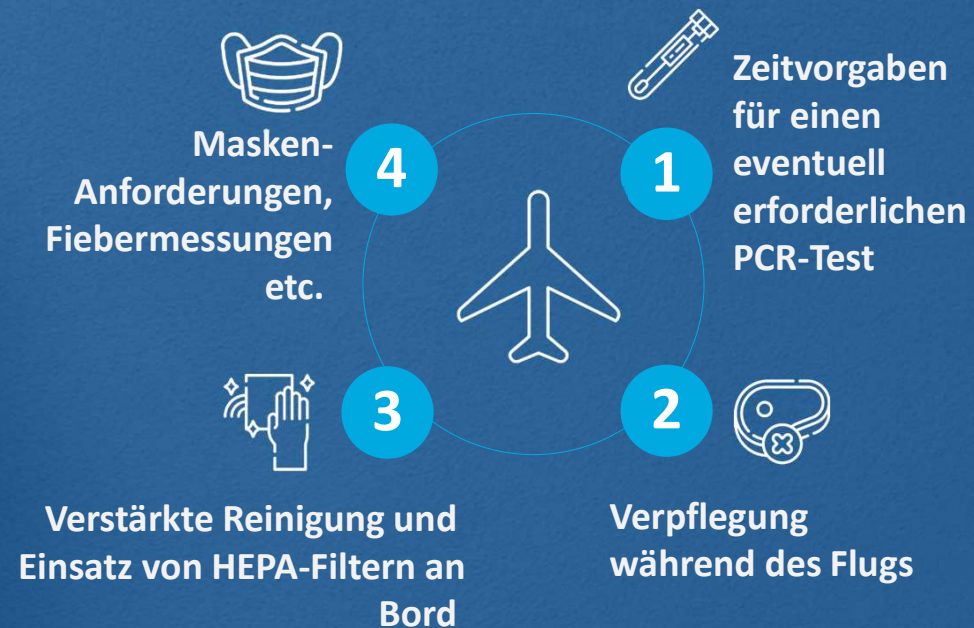 1
Zeitvorgaben
für einen
eventuell
erforderlichen
PCR-Test
2
Verpflegung
während des Flugs
3
Verstärkte Reinigung und
Einsatz von HEPA-Filtern an
Bord
4
Masken-
Anforderungen,
Fiebermessungen
etc.